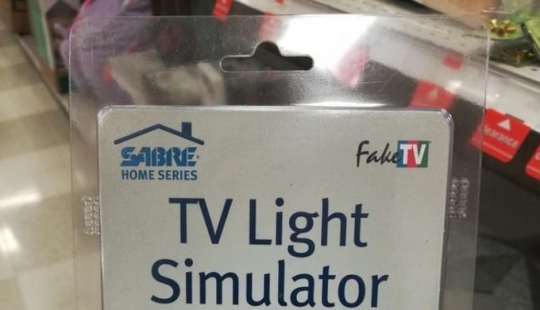 SABRE
HOME SERIES
FakeTV
TV Light
Simulator